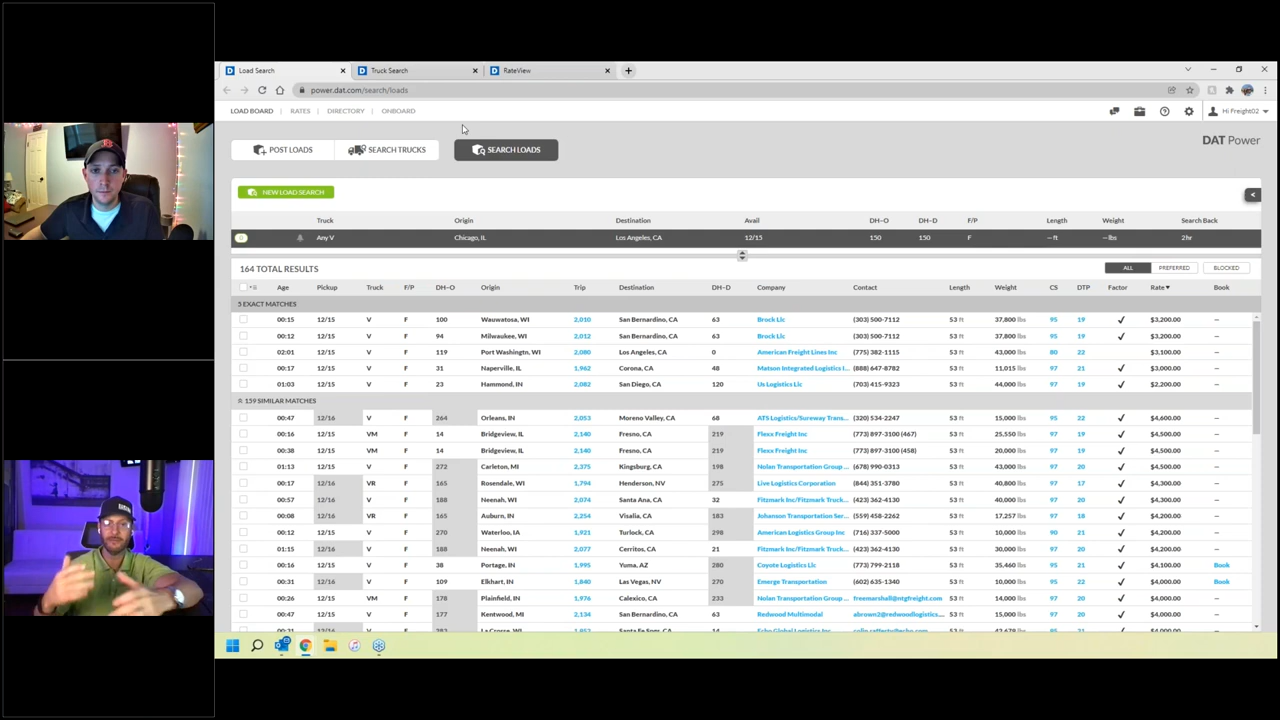 Load Search Truck Search RateView
power.dat.com/search/loads
LOAD BOARD RATES DIRECTORY ONBOARD Hi Freight02
POST LOADS SEARCH TRUCKS SEARCH LOADS DAT Power
NEW LOAD SEARCH
Truck Origin Destination Avail DH–O DH–D F/P Length Weight Search Back
Any V Chicago, IL Los Angeles, CA 12/15 150 150 F – ft – lbs 2hr
164 TOTAL RESULTS ALL PREFERRED BLOCKED
Age Pickup Truck F/P DH–O Origin Trip Destination DH–D Company Contact Length Weight CS DTP Factor Rate Book
5 EXACT MATCHES
00:15 12/15 V F 100 Wauwatosa, WI 2,010 San Bernardino, CA 63 Brock Llc (303) 500-7112 53 ft 37,800 lbs 95 19 ✓ $3,200.00 –
00:12 12/15 V F 94 Milwaukee, WI 2,012 San Bernardino, CA 63 Brock Llc (303) 500-7112 53 ft 37,800 lbs 95 19 ✓ $3,200.00 –
02:01 12/15 V F 119 Port Washingtn, WI 2,080 Los Angeles, CA 0 American Freight Lines Inc (775) 382-1115 53 ft 43,000 lbs 80 22 $3,100.00 –
00:17 12/15 V F 31 Naperville, IL 1,962 Corona, CA 48 Matson Integrated Logistics I... (888) 647-8782 53 ft 11,015 lbs 97 21 ✓ $3,000.00 –
01:03 12/15 V F 23 Hammond, IN 2,082 San Diego, CA 120 Us Logistics Llc (703) 415-9323 53 ft 44,000 lbs 97 19 ✓ $2,200.00 –
159 SIMILAR MATCHES
00:47 12/16 V F 264 Orleans, IN 2,053 Moreno Valley, CA 68 ATS Logistics/Sureway Trans... (320) 534-2247 53 ft 15,000 lbs 95 22 ✓ $4,600.00 –
00:16 12/15 VM F 14 Bridgeview, IL 2,140 Fresno, CA 219 Flexx Freight Inc (773) 897-3100 (467) 53 ft 25,550 lbs 97 19 ✓ $4,500.00 –
00:38 12/15 VM F 14 Bridgeview, IL 2,140 Fresno, CA 219 Flexx Freight Inc (773) 897-3100 (458) 53 ft 20,000 lbs 97 19 ✓ $4,500.00 –
01:13 12/15 V F 272 Carleton, MI 2,375 Kingsburg, CA 198 Nolan Transportation Group ... (678) 990-0313 53 ft 43,000 lbs 97 20 ✓ $4,500.00 –
00:17 12/15 VR F 165 Rosendale, WI 1,794 Henderson, NV 275 Live Logistics Corporation (844) 351-3780 53 ft 40,800 lbs 97 17 ✓ $4,300.00 –
00:57 12/16 V F 188 Neenah, WI 2,074 Santa Ana, CA 32 Fitzmark Inc/Fitzmark Truck... (423) 362-4130 53 ft 40,000 lbs 97 20 ✓ $4,300.00 –
00:08 12/16 VR F 165 Auburn, IN 2,254 Visalia, CA 183 Johanson Transportation Ser... (559) 458-2262 53 ft 17,257 lbs 97 18 ✓ $4,200.00 –
00:12 12/16 V F 270 Waterloo, IA 1,921 Turlock, CA 298 American Logistics Group Inc (716) 337-5000 53 ft 10,000 lbs 90 21 ✓ $4,200.00 –
01:15 12/16 V F 188 Neenah, WI 2,077 Cerritos, CA 21 Fitzmark Inc/Fitzmark Truck... (423) 362-4130 53 ft 30,000 lbs 97 20 ✓ $4,200.00 –
00:16 12/15 V F 38 Portage, IN 1,995 Yuma, AZ 280 Coyote Logistics Llc (773) 799-2118 53 ft 35,460 lbs 95 21 ✓ $4,100.00 Book
00:31 12/15 V F 109 Elkhart, IN 1,840 Las Vegas, NV 270 Emerge Transportation (602) 635-1340 53 ft 10,000 lbs 95 22 ✓ $4,000.00 Book
00:26 12/16 VM F 178 Plainfield, IN 1,976 Calexico, CA 233 Nolan Transportation Group ... freemarshall@ntgfreight.com 53 ft 40,000 lbs 97 20 ✓ $4,000.00 –
00:47 12/15 V F 177 Kentwood, MI 2,134 San Bernardino, CA 63 Redwood Multimodal abrown2@redwoodlogistics... 53 ft 14,000 lbs 97 20 ✓ $4,000.00 –